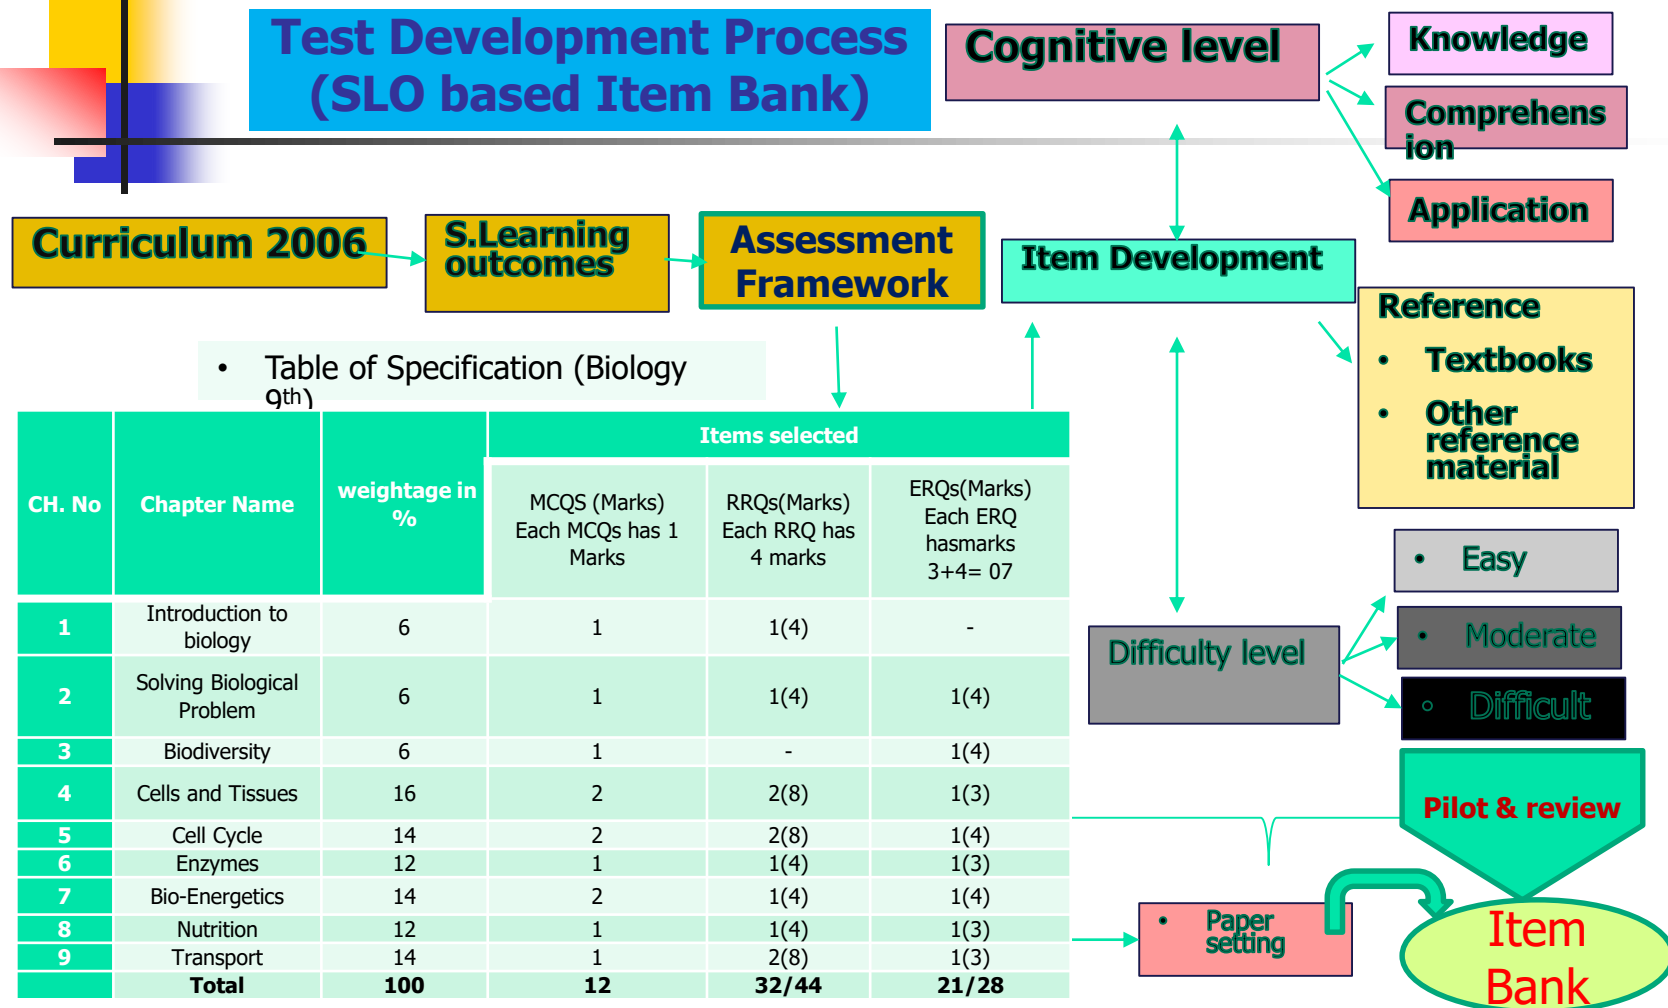 Test Development Process
(SLO based Item Bank)
Cognitive level
Knowledge
Comprehens
ion
Application
Curriculum 2006
S.Learning
outcomes
Assessment
Framework
Item Development
Reference
• Textbooks
• Other
reference
material
• Table of Specification (Biology
9th)
CH. No
Chapter Name
weightage in
%
Items selected
MCQS (Marks)
Each MCQs has 1
Marks
RRQs(Marks)
Each RRQ has
4 marks
ERQs(Marks)
Each ERQ
hasmarks
3+4= 07
1 Introduction to
biology 6 1 1(4) -
2 Solving Biological
Problem 6 1 1(4) 1(4)
3 Biodiversity 6 1 - 1(4)
4 Cells and Tissues 16 2 2(8) 1(3)
5 Cell Cycle 14 2 2(8) 1(4)
6 Enzymes 12 1 1(4) 1(3)
7 Bio-Energetics 14 2 1(4) 1(4)
8 Nutrition 12 1 1(4) 1(3)
9 Transport 14 1 2(8) 1(3)
Total 100 12 32/44 21/28
Difficulty level
• Easy
• Moderate
○ Difficult
Pilot & review
• Paper
setting
Item
Bank